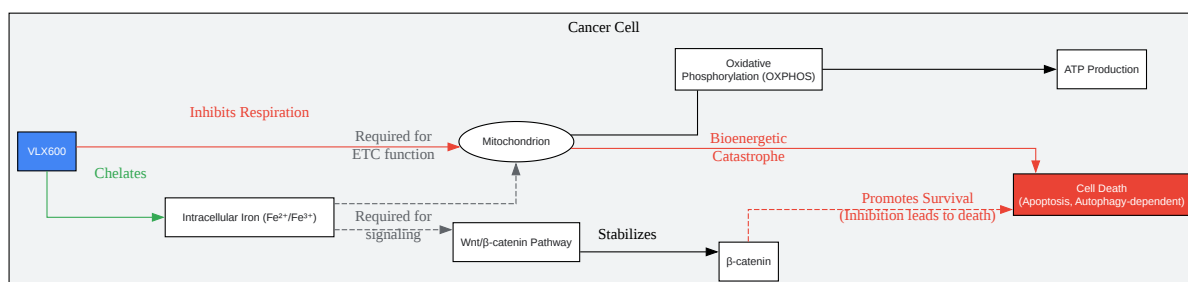 Cancer Cell
Oxidative
Phosphorylation (OXPHOS)
ATP Production
Inhibits Respiration
Required for
ETC function
Mitochondrion
Bioenergetic
Catastrophe
VLX600
Chelates
Intracellular Iron (Fe²⁺/Fe³⁺)
Required for
signaling
Wnt/β-catenin Pathway
Stabilizes
β-catenin
Promotes Survival
(Inhibition leads to death)
Cell Death
(Apoptosis, Autophagy-dependent)